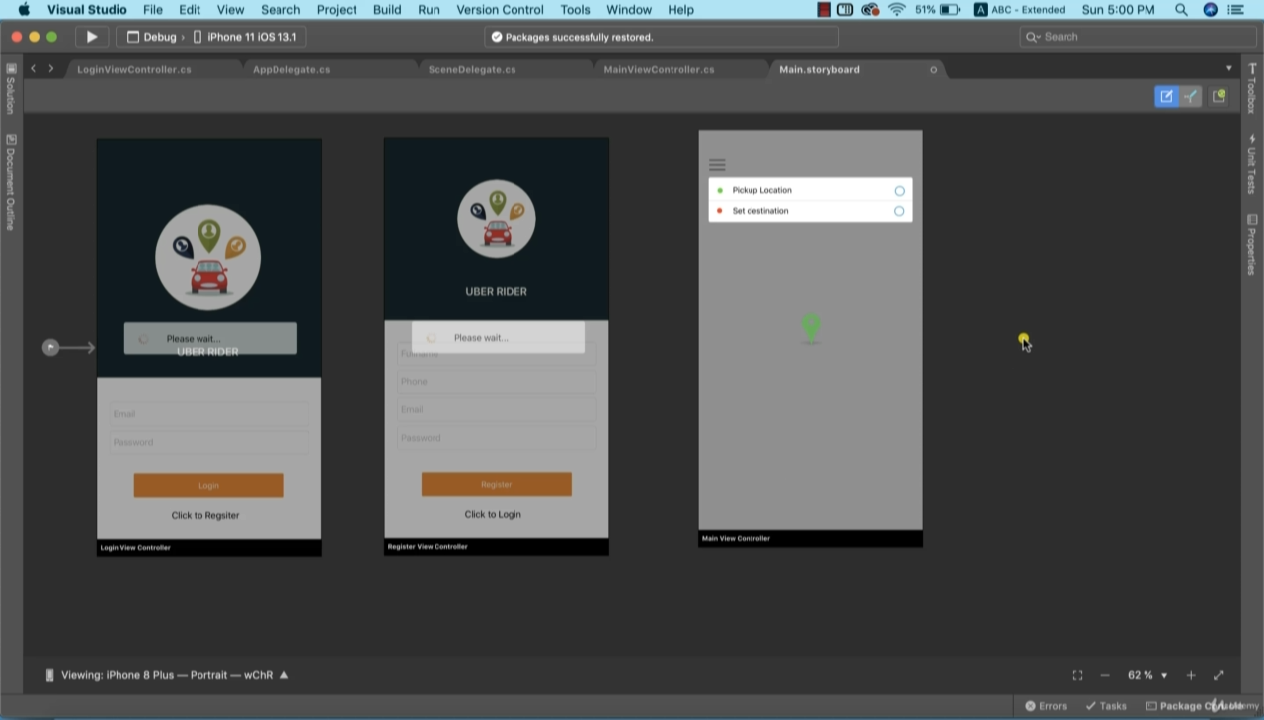 Visual Studio File Edit View Search Project Build Run Version Control Tools Window Help 51% A ABC - Extended Sun 5:00 PM
Debug › iPhone 11 iOS 13.1 Packages successfully restored. Search
LoginViewController.cs AppDelegate.cs SceneDelegate.cs MainViewController.cs Main.storyboard
Solution
Document Outline
Toolbox
Unit Tests
Properties
Please wait...
UBER RIDER
Email
Password
Login
Click to Regsiter
Login View Controller
UBER RIDER
Please wait...
Fullname
Phone
Email
Password
Register
Click to Login
Register View Controller
Pickup Location
Set cestination
Main View Controller
Viewing: iPhone 8 Plus — Portrait — wChR 62 %
Errors Tasks Package